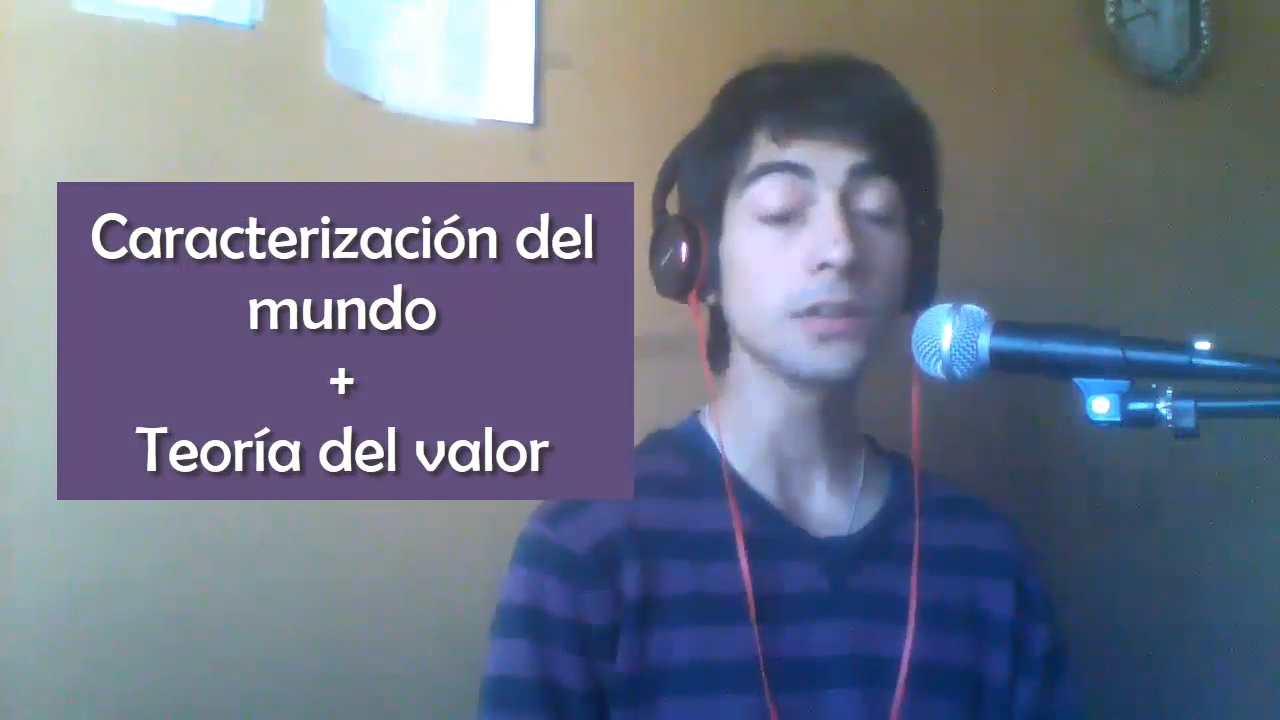 Caracterización del
mundo
+
Teoría del valor